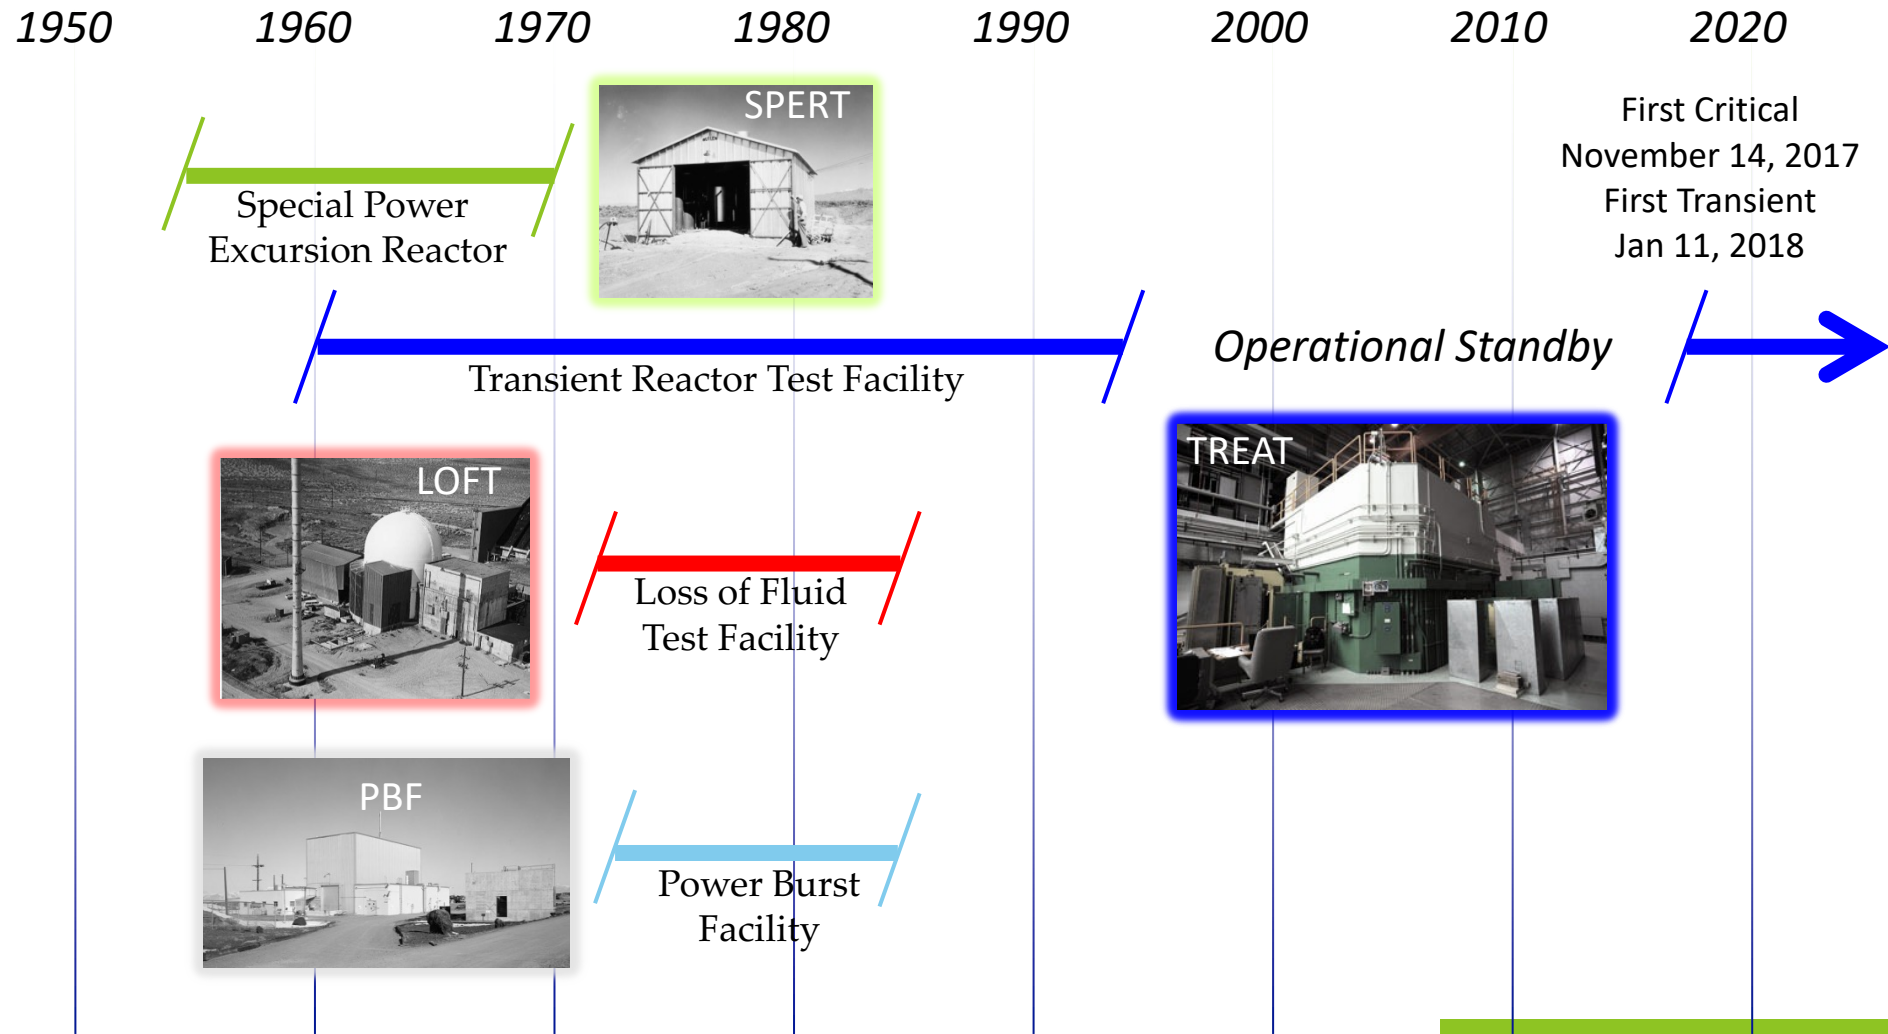 1950 1960 1970 1980 1990 2000 2010 2020
SPERT
First Critical
November 14, 2017
First Transient
Jan 11, 2018
Special Power
Excursion Reactor
Operational Standby
Transient Reactor Test Facility
TREAT
LOFT
Loss of Fluid
Test Facility
PBF
Power Burst
Facility